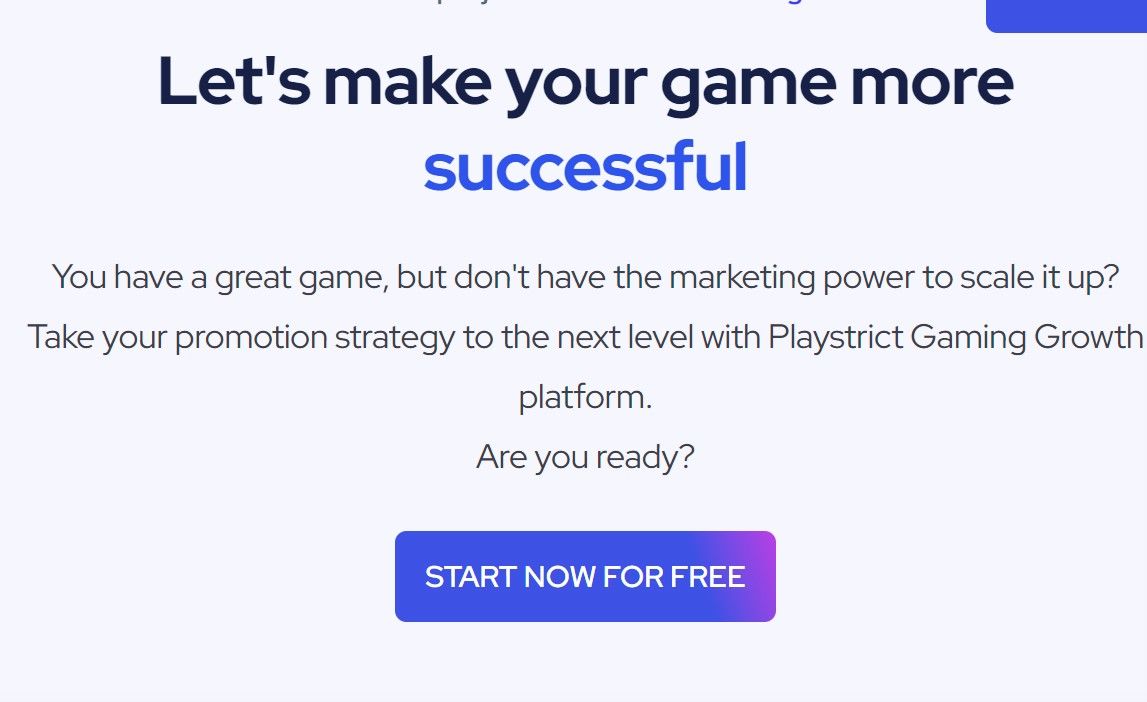 Let's make your game more
successful
You have a great game, but don't have the marketing power to scale it up?
Take your promotion strategy to the next level with Playstrict Gaming Growth
platform.
Are you ready?
START NOW FOR FREE